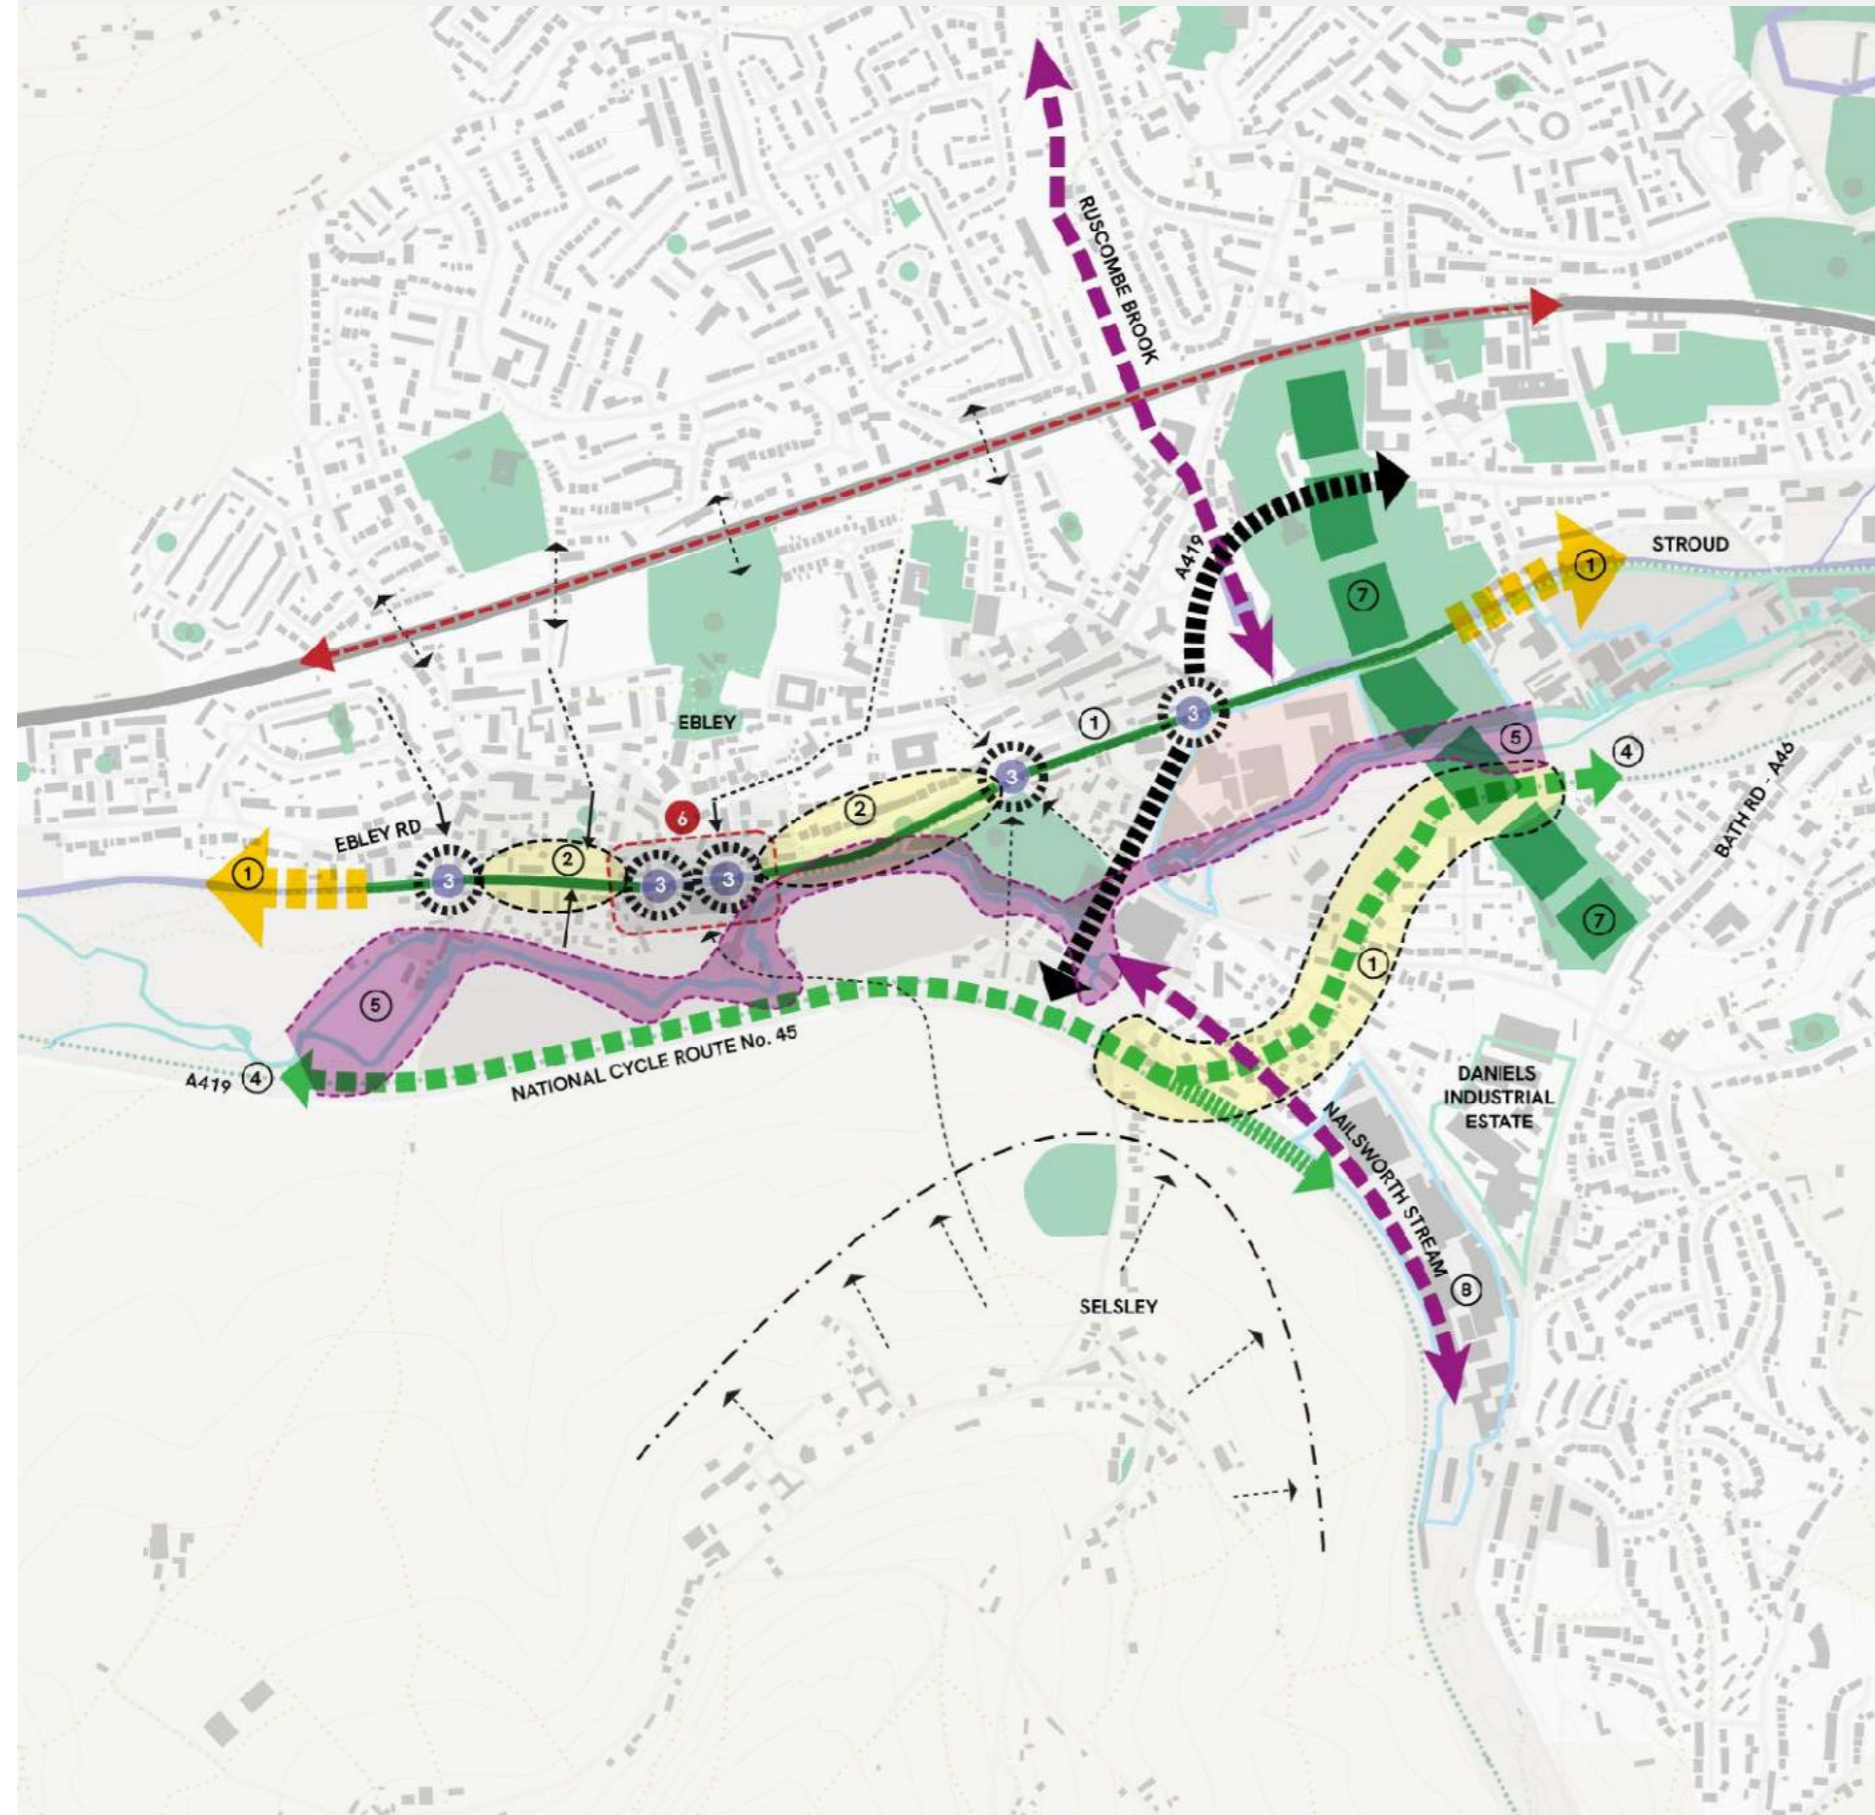 RUSCOMBE BROOK
A419
STROUD
1
7
EBLEY
1
3
5
4
3
2
6
EBLEY RD
2
1
3
3
3
BATH RD - A46
7
1
5
NATIONAL CYCLE ROUTE No. 45
A419
4
DANIELS
INDUSTRIAL
ESTATE
NAILSWORTH STREAM
8
SELSLEY